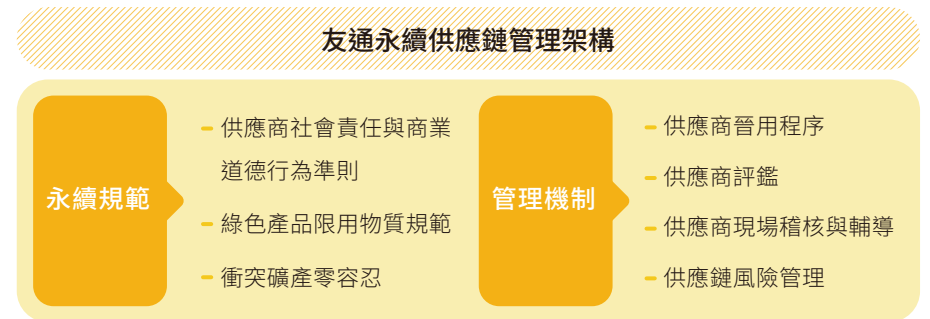 友通永續供應鏈管理架構
永續規範
– 供應商社會責任與商業
道德行為準則
– 綠色產品限用物質規範
– 衝突礦產零容忍
管理機制
– 供應商晉用程序
– 供應商評鑑
– 供應商現場稽核與輔導
– 供應鏈風險管理